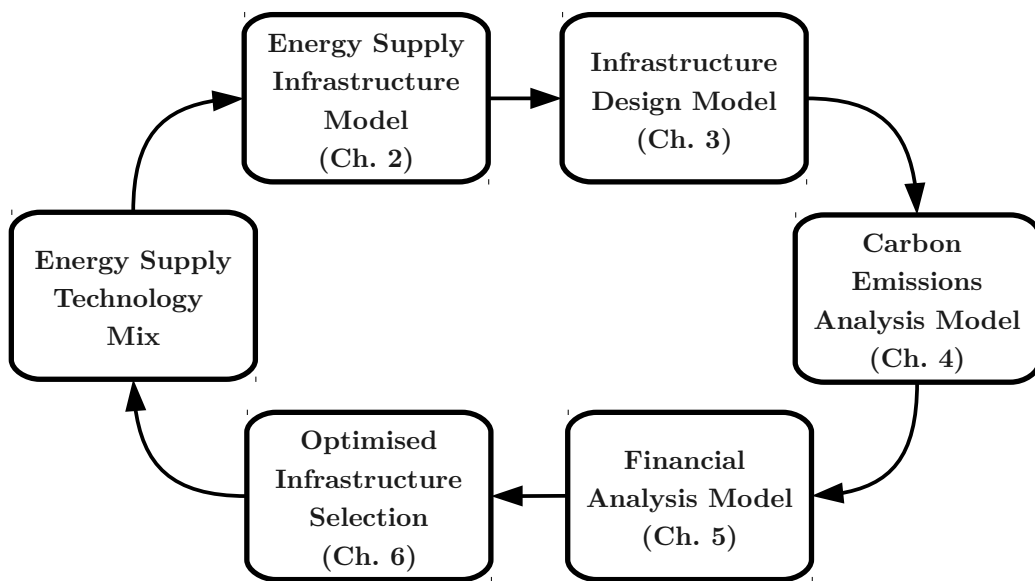 Energy Supply
Infrastructure
Model
(Ch. 2)
Infrastructure
Design Model
(Ch. 3)
Carbon
Emissions
Analysis Model
(Ch. 4)
Financial
Analysis Model
(Ch. 5)
Optimised
Infrastructure
Selection
(Ch. 6)
Energy Supply
Technology
Mix